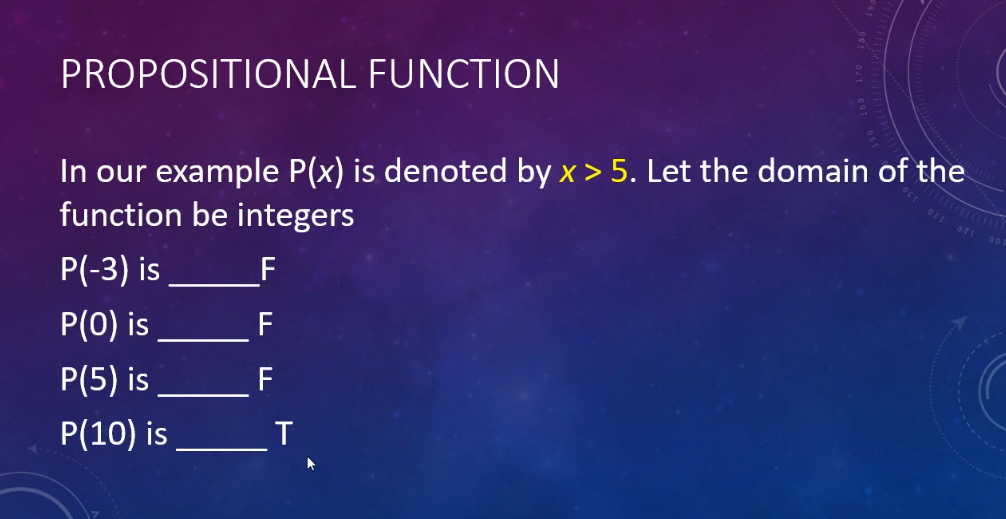 PROPOSITIONAL FUNCTION
In our example P(x) is denoted by x > 5. Let the domain of the
function be integers
P(-3) is _____F
P(0) is _____ F
P(5) is _____ F
P(10) is _____ T